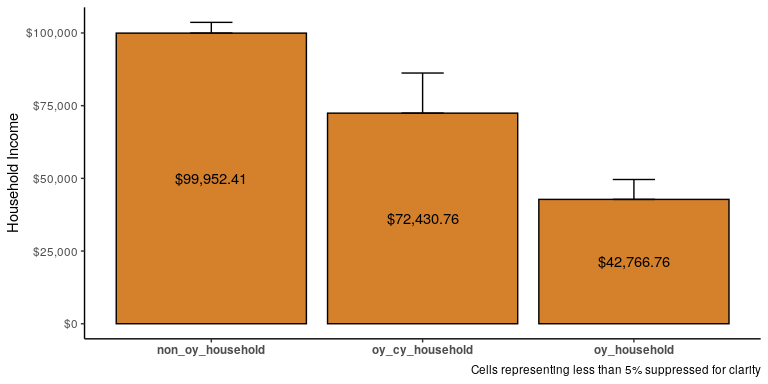 Household Income
$100,000
$75,000
$50,000
$25,000
$0
$99,952.41
$72,430.76
$42,766.76
non_oy_household
oy_cy_household
oy_household
Cells representing less than 5% suppressed for clarity